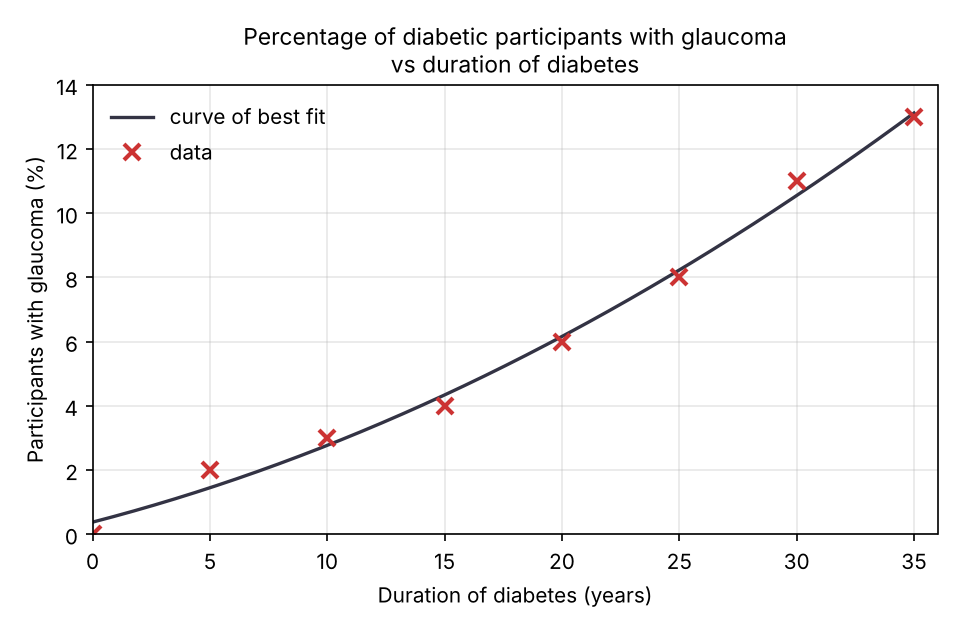 Percentage of diabetic participants with glaucoma
vs duration of diabetes
14
12
10
8
6
4
2
0
Participants with glaucoma (%)
curve of best fit
data
0 5 10 15 20 25 30 35
Duration of diabetes (years)